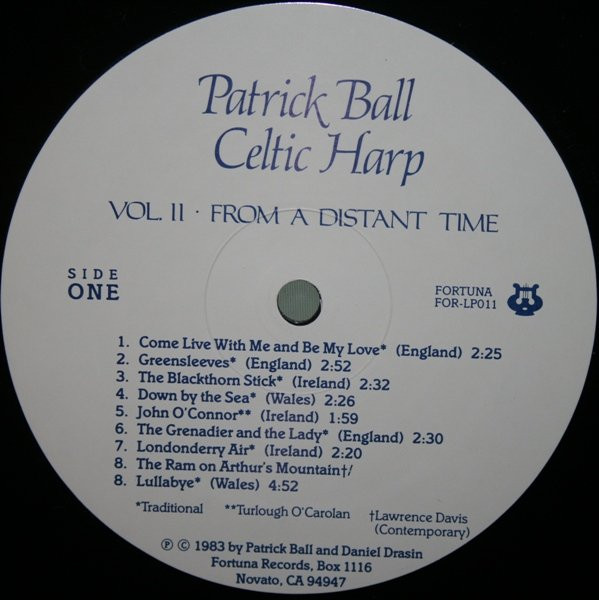 Patrick Ball
Celtic Harp
VOL. II · FROM A DISTANT TIME
SIDE
ONE
FORTUNA
FOR-LP011
1. Come Live With Me and Be My Love* (England) 2:25
2. Greensleeves* (England) 2:52
3. The Blackthorn Stick* (Ireland) 2:32
4. Down by the Sea* (Wales) 2:26
5. John O'Connor** (Ireland) 1:59
6. The Grenadier and the Lady* (England) 2:30
7. Londonderry Air* (Ireland) 2:20
8. The Ram on Arthur's Mountain†/
8. Lullabye* (Wales) 4:52
*Traditional **Turlough O'Carolan †Lawrence Davis
(Contemporary)
℗ © 1983 by Patrick Ball and Daniel Drasin
Fortuna Records, Box 1116
Novato, CA 94947